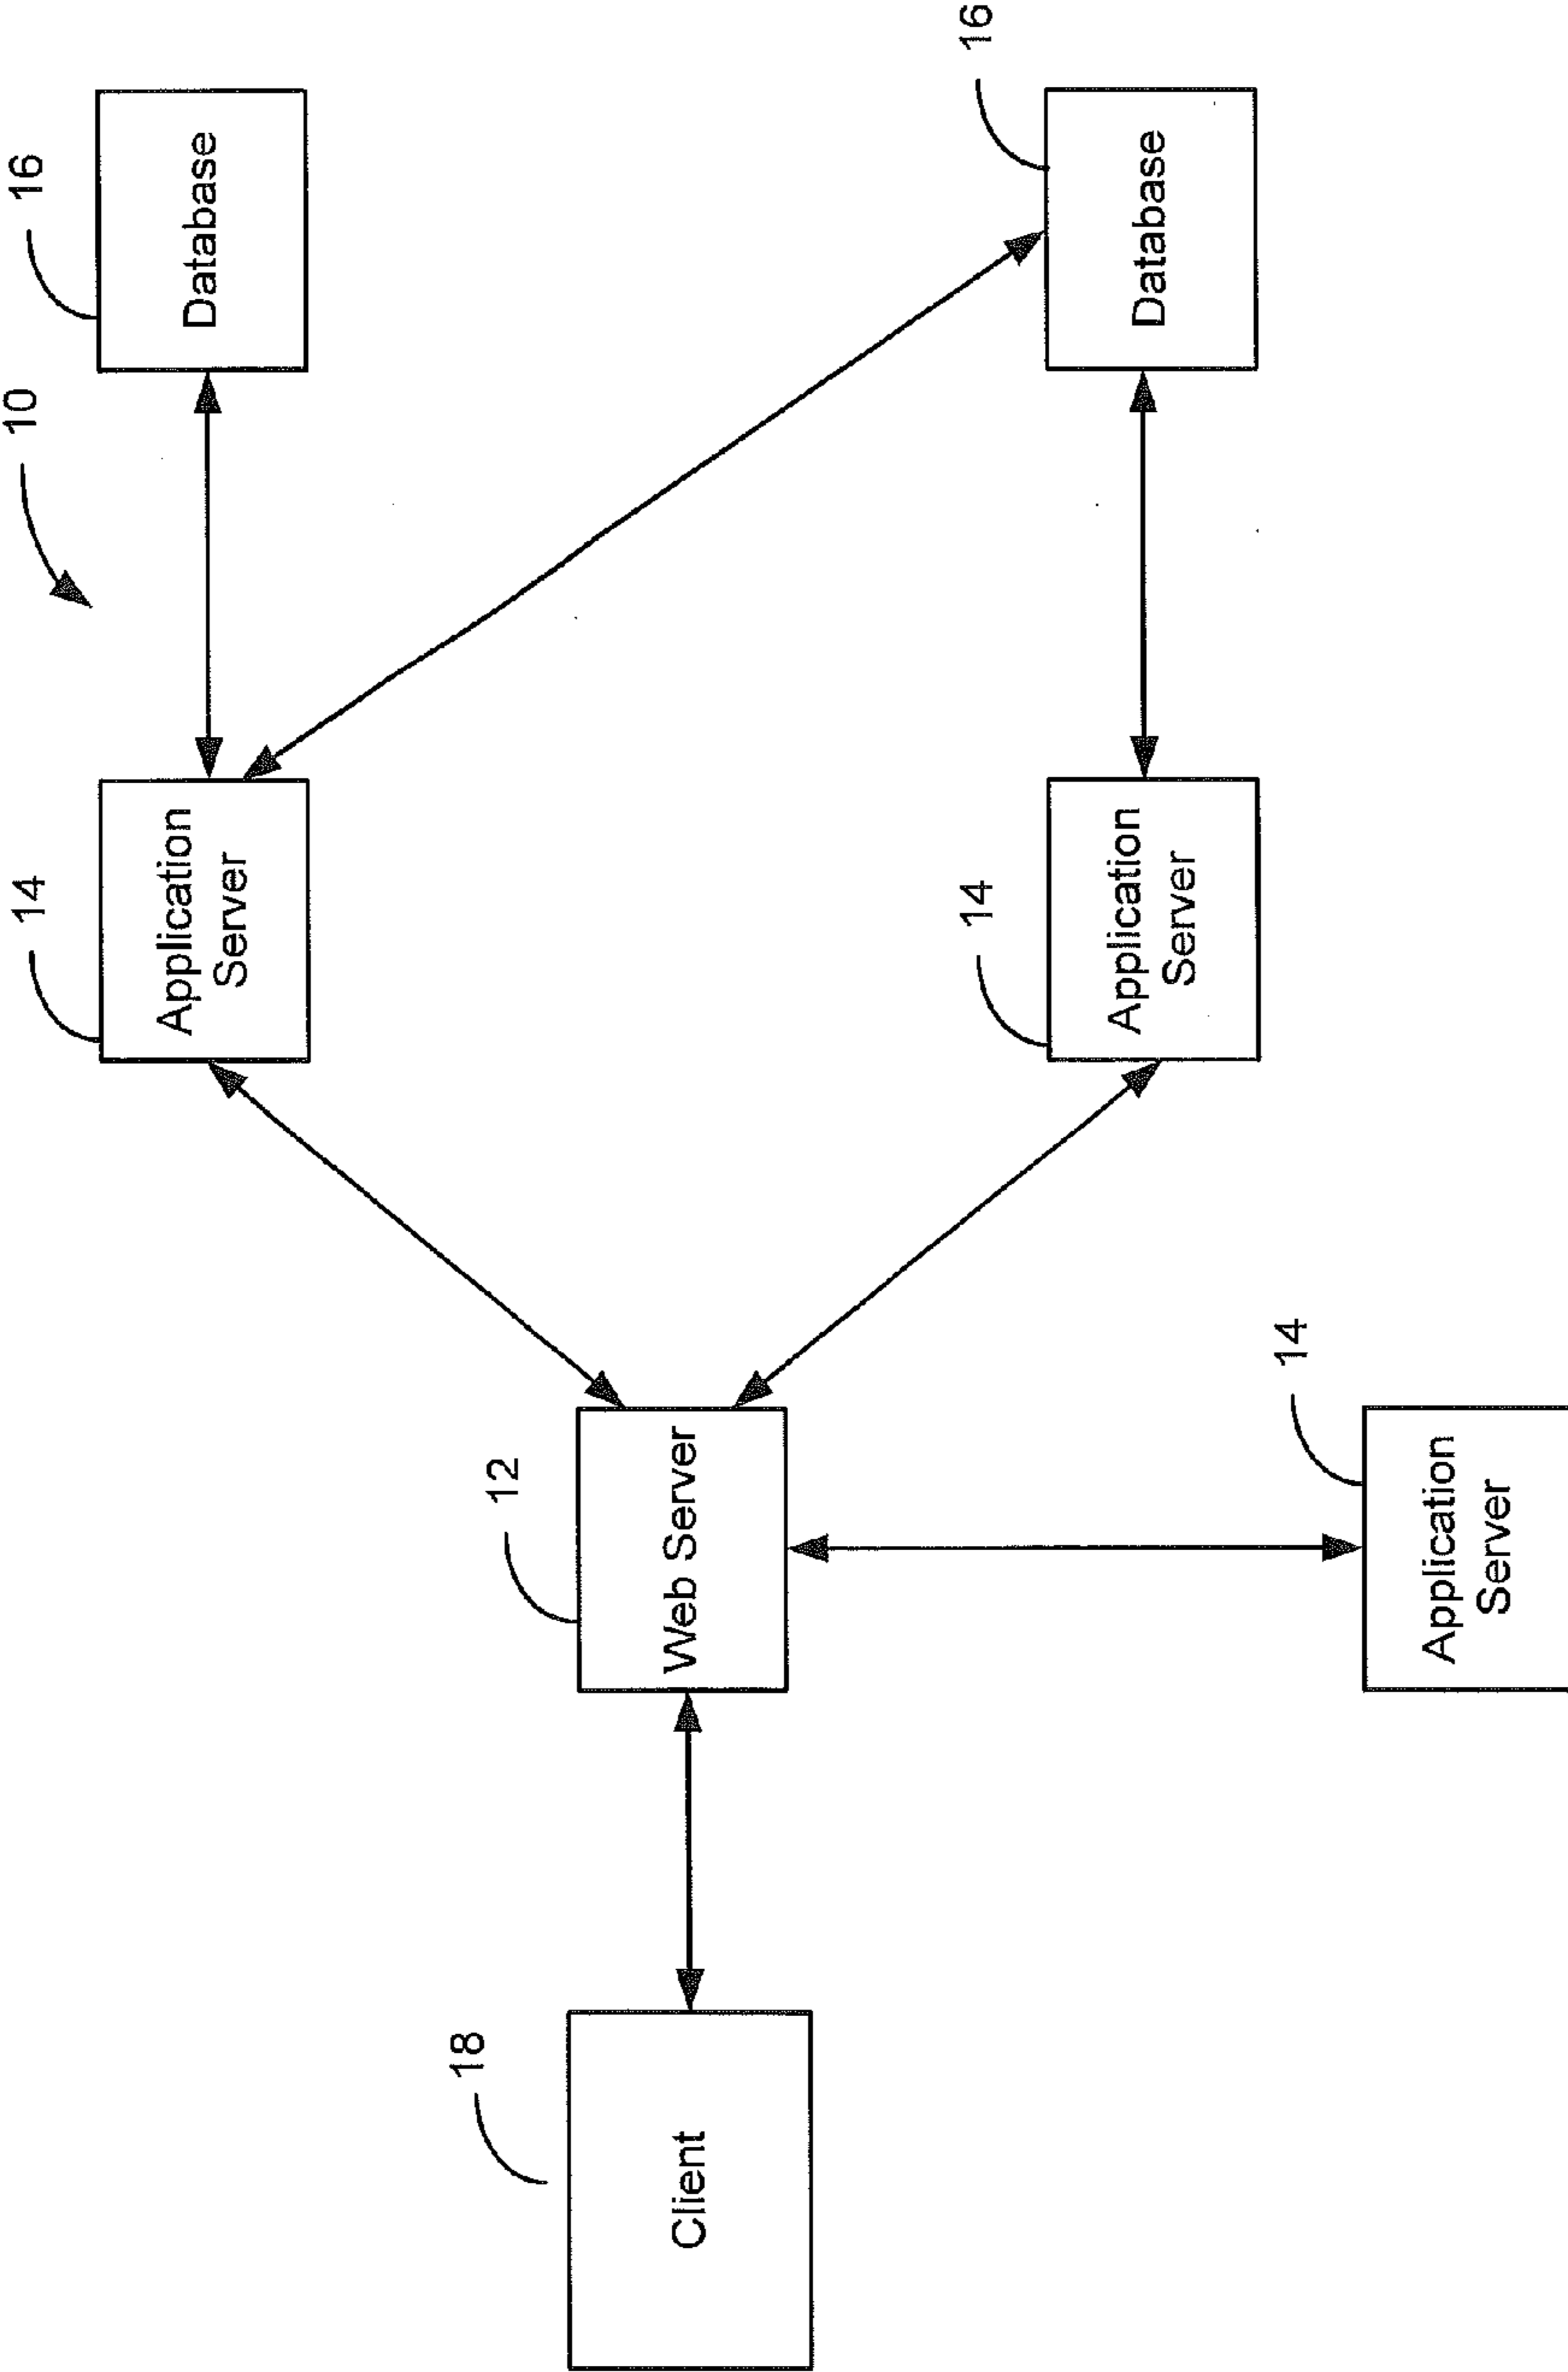 10
14
Application
Server
16
Database
12
Web Server
18
Client
14
Application
Server
16
Database
14
Application
Server